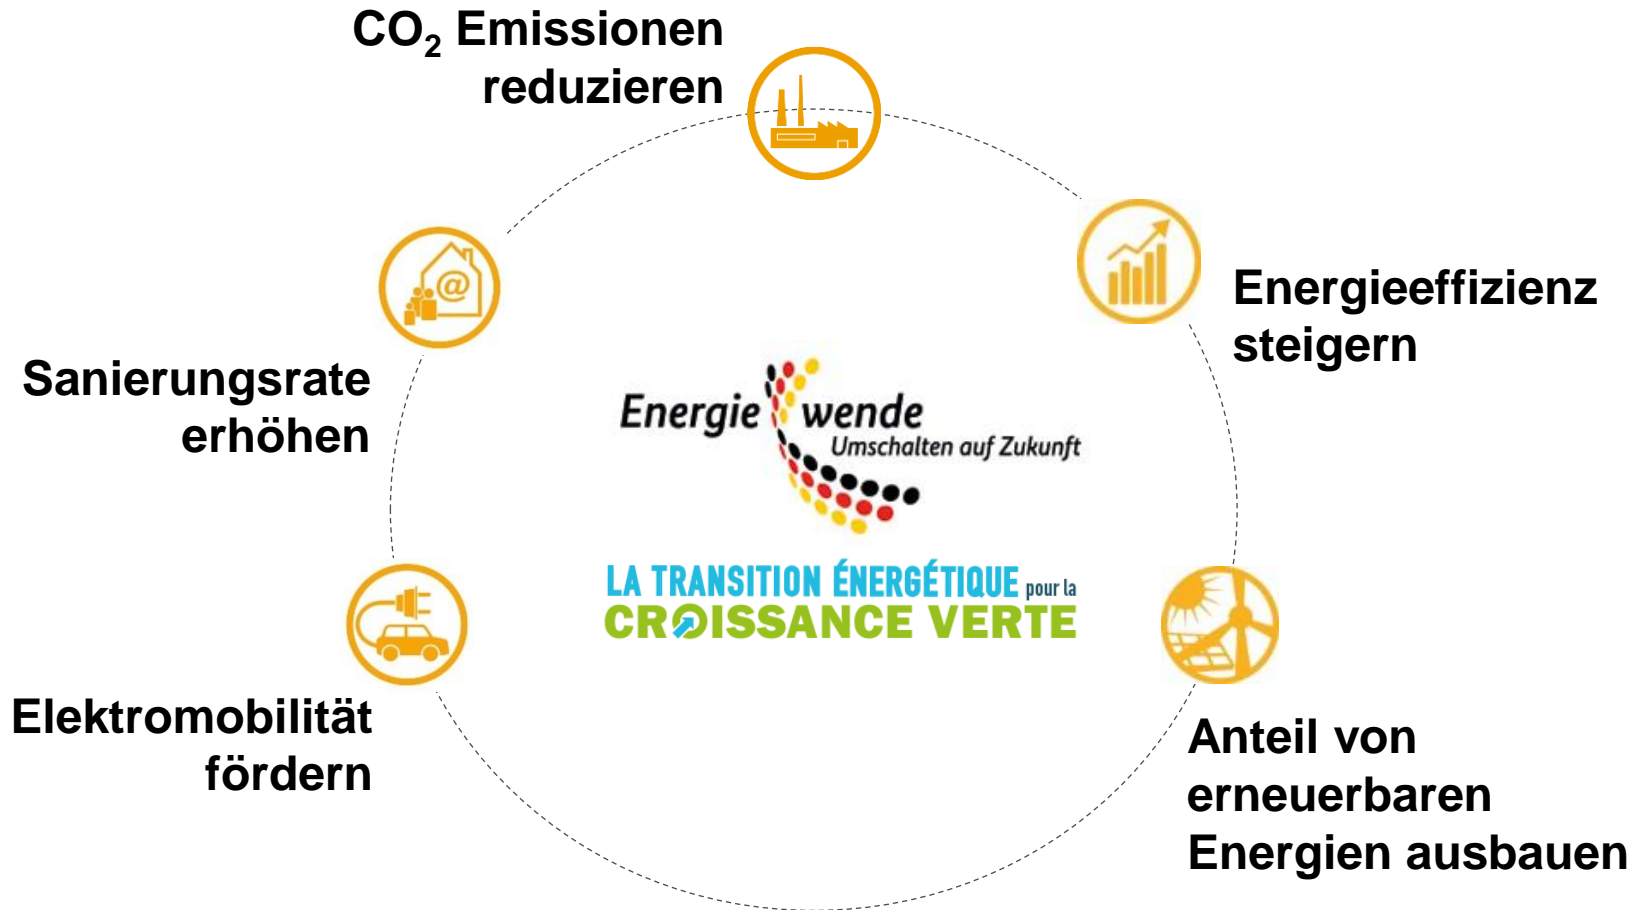 CO₂ Emissionen
reduzieren
Energieeffizienz
steigern
Sanierungsrate
erhöhen
@
Energie wende
Umschalten auf Zukunft
LA TRANSITION ÉNERGÉTIQUE pour la
CROISSANCE VERTE
Elektromobilität
fördern
Anteil von
erneuerbaren
Energien ausbauen